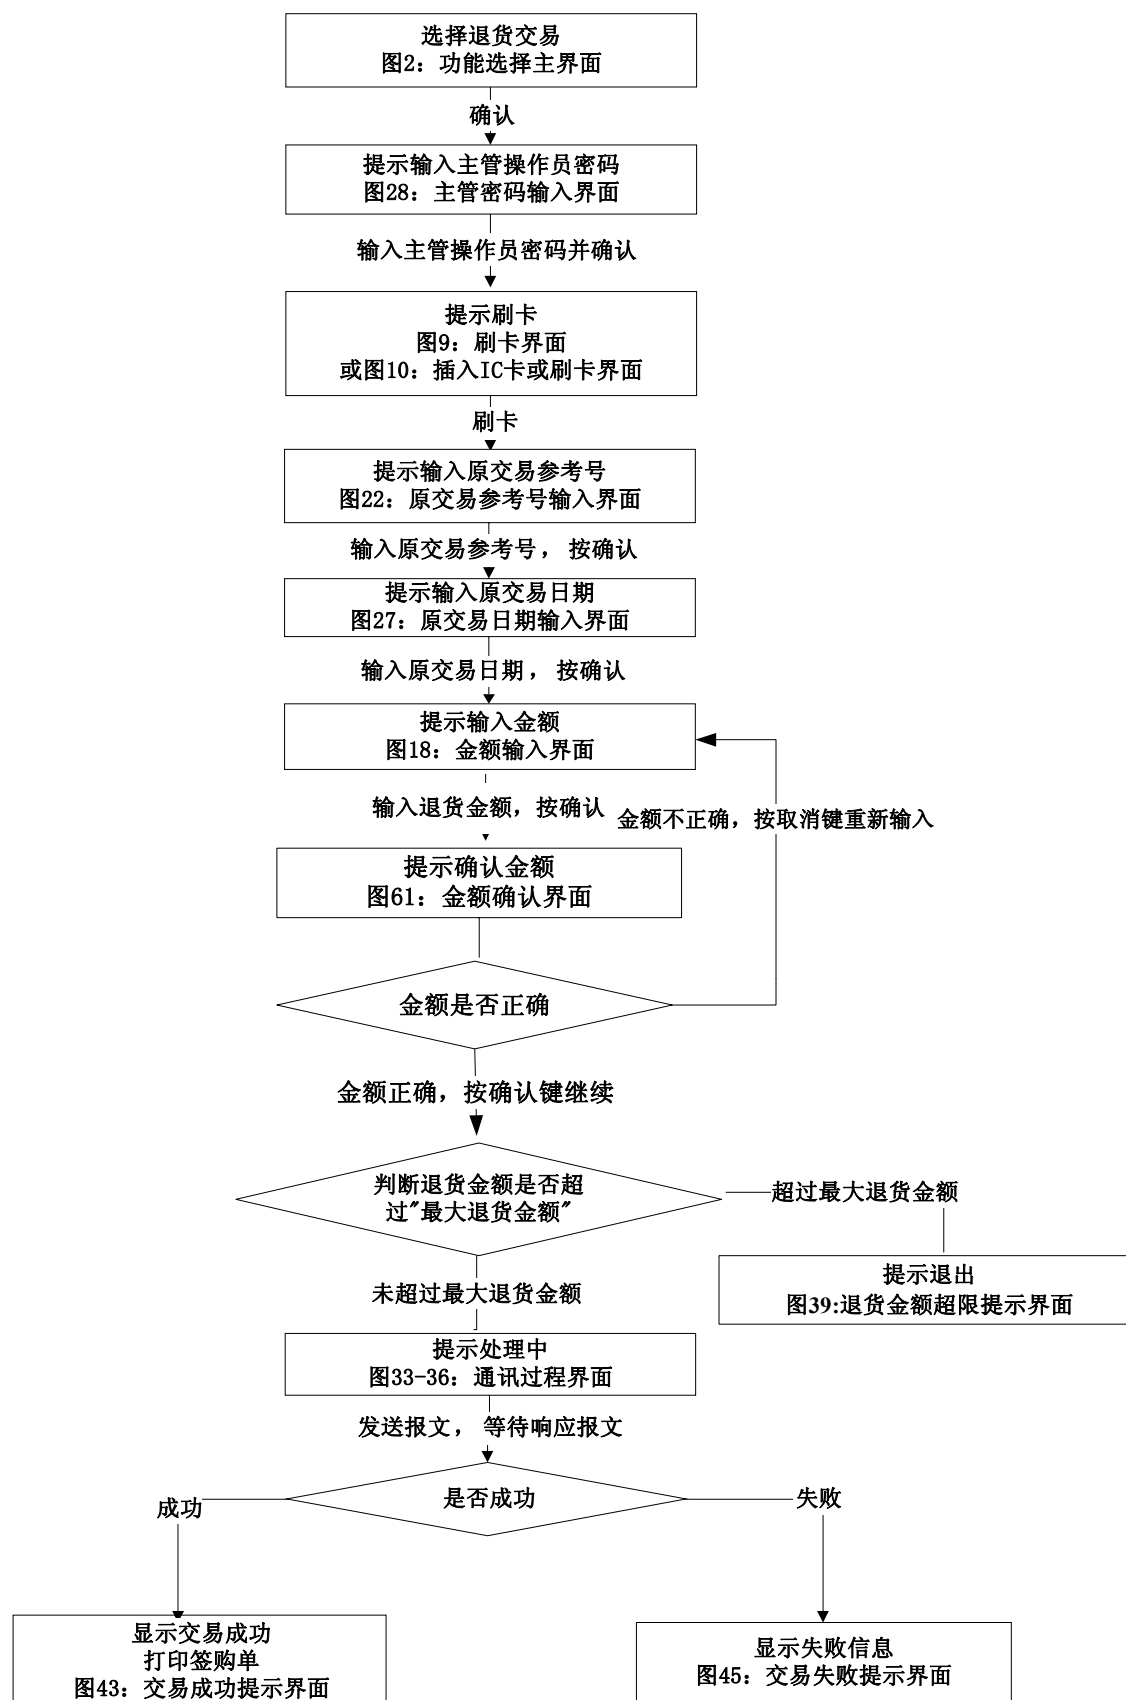 选择退货交易
图2：功能选择主界面
确认
提示输入主管操作员密码
图28：主管密码输入界面
输入主管操作员密码并确认
提示刷卡
图9：刷卡界面
或图10：插入IC卡或刷卡界面
刷卡
提示输入原交易参考号
图22：原交易参考号输入界面
输入原交易参考号，按确认
提示输入原交易日期
图27：原交易日期输入界面
输入原交易日期，按确认
提示输入金额
图18：金额输入界面
输入退货金额，按确认
金额不正确，按取消键重新输入
提示确认金额
图61：金额确认界面
金额是否正确
金额正确，按确认键继续
判断退货金额是否超
过"最大退货金额"
超过最大退货金额
提示退出
图39:退货金额超限提示界面
未超过最大退货金额
提示处理中
图33-36：通讯过程界面
发送报文，等待响应报文
是否成功
成功
失败
显示交易成功
打印签购单
图43：交易成功提示界面
显示失败信息
图45：交易失败提示界面